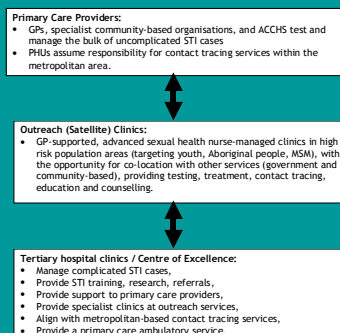 Primary Care Providers:
• GPs, specialist community-based organisations, and ACCHS test and
manage the bulk of uncomplicated STI cases
• PHUs assume responsibility for contact tracing services within the
metropolitan area.
Outreach (Satellite) Clinics:
• GP-supported, advanced sexual health nurse-managed clinics in high
risk population areas (targeting youth, Aboriginal people, MSM), with
the opportunity for co-location with other services (government and
community-based), providing testing, treatment, contact tracing,
education and counselling.
Tertiary hospital clinics / Centre of Excellence:
• Manage complicated STI cases,
• Provide STI training, research, referrals,
• Provide support to primary care providers,
• Provide specialist clinics at outreach services,
• Align with metropolitan-based contact tracing services,
• Provide a primary care ambulatory service.